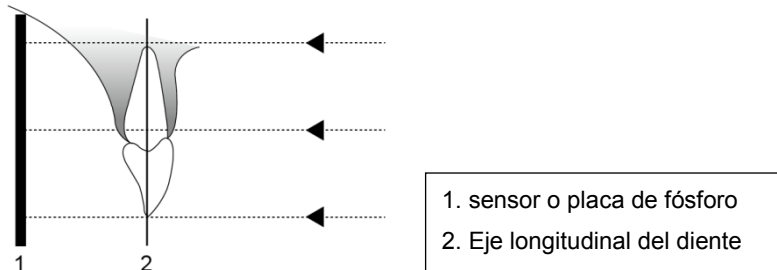 1 2
1. sensor o placa de fósforo
2. Eje longitudinal del diente